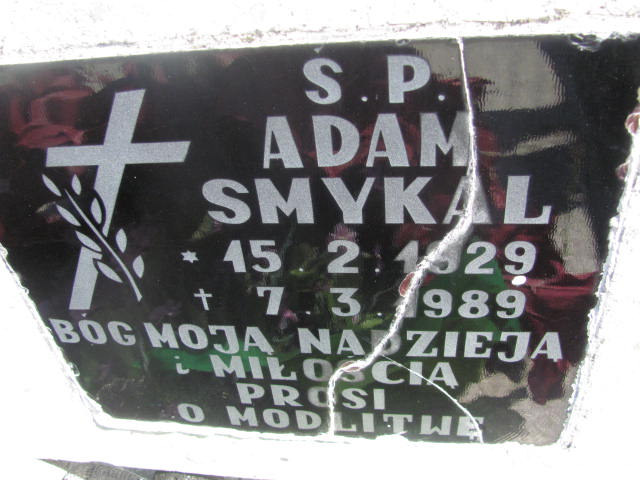 Ś.P.
ADAM
SMYKAL
* 15.2.1929
✝ 7.3.1989
BÓG MOJĄ NADZIEJĄ
i MIŁOŚCIĄ
PROSI
O MODLITWĘ